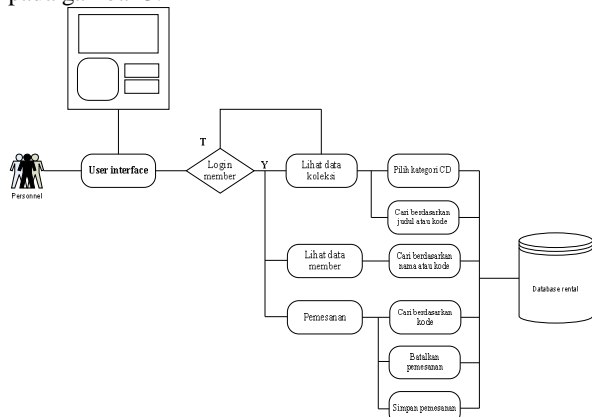 T
Y
Personnel
User interface
Login
member
Lihat data
koleksi
Pilih kategori CD
Cari berdasarkan
judul atau kode
Lihat data
member
Cari berdasarkan
nama atau kode
Database rental
Pemesanan
Cari berdasarkan
kode
Batalkan
pemesanan
Simpan pemesanan